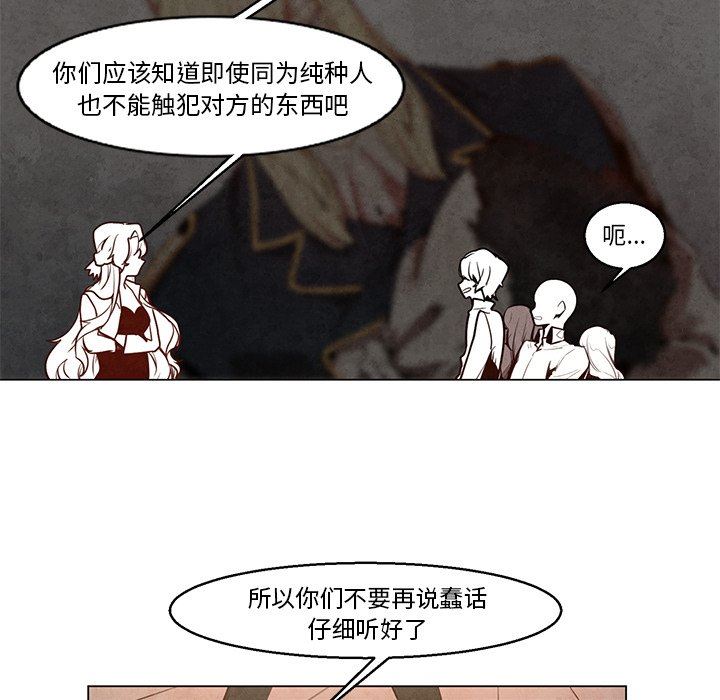 你们应该知道即使同为纯种人
也不能触犯对方的东西吧
呃...
所以你们不要再说蠢话
仔细听好了